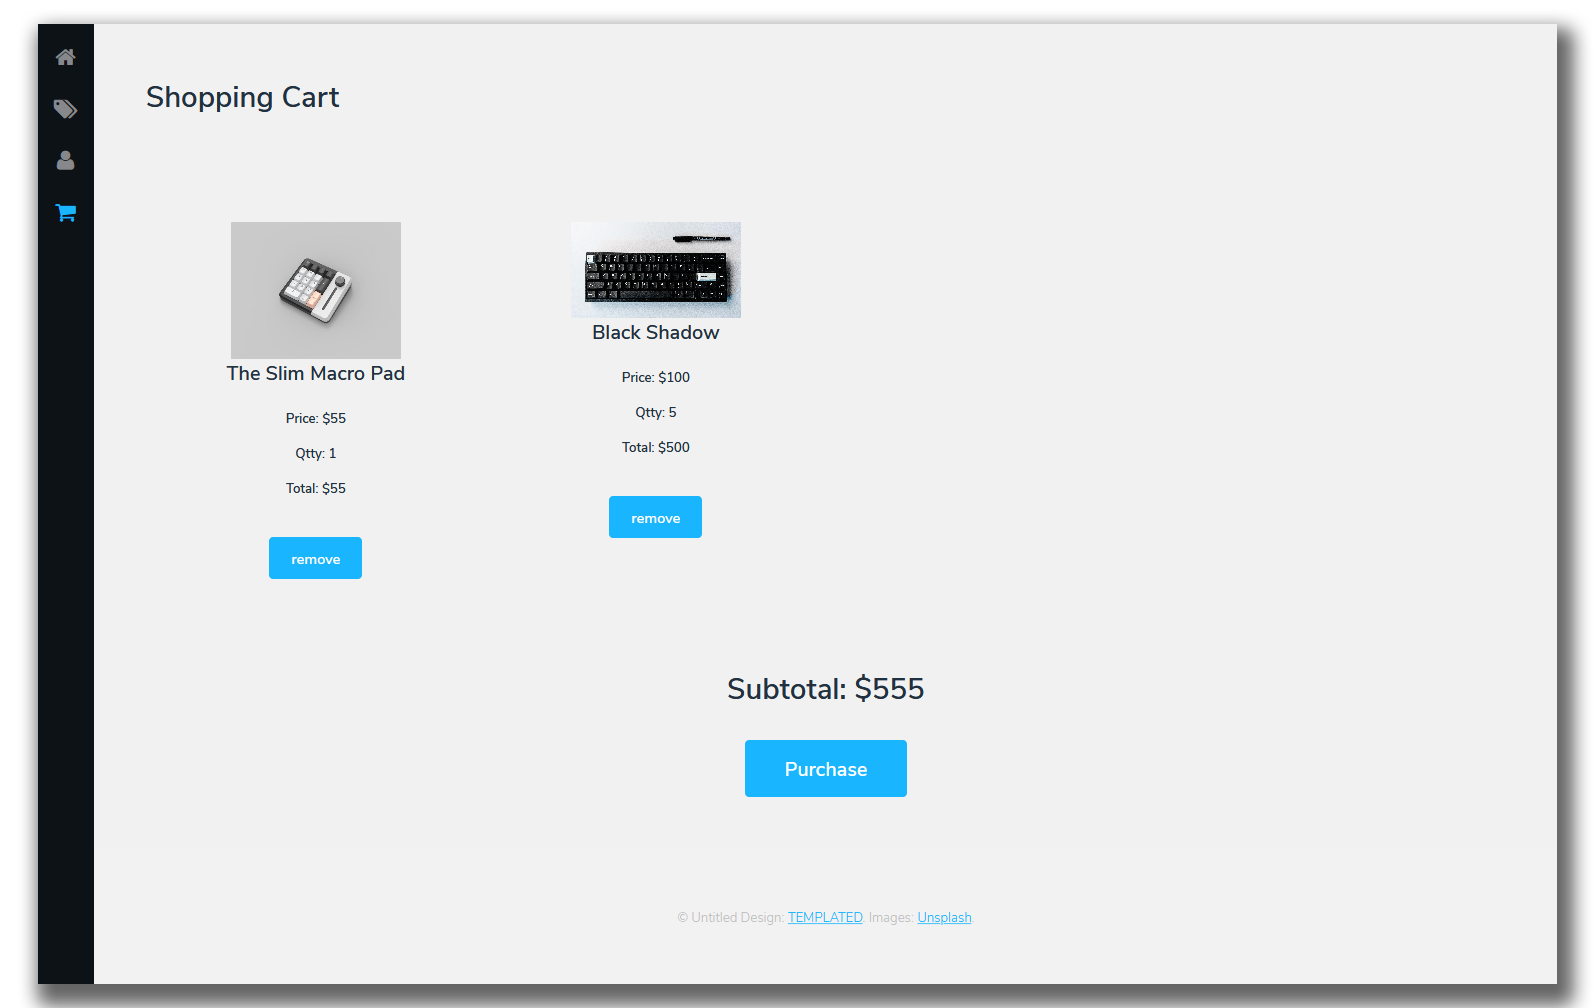 Shopping Cart
The Slim Macro Pad
Price: $55
Qtty: 1
Total: $55
remove
Black Shadow
Price: $100
Qtty: 5
Total: $500
remove
Subtotal: $555
Purchase
© Untitled Design: TEMPLATED. Images: Unsplash.